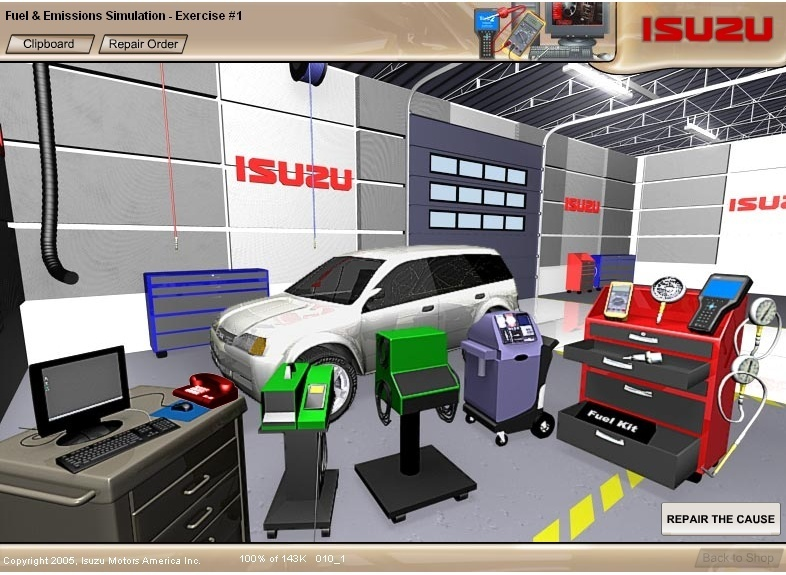 Fuel & Emissions Simulation - Exercise #1
Clipboard
Repair Order
ISUZU
ISUZU
ISUZU
ISUZU
Fuel Kit
REPAIR THE CAUSE
Copyright 2005, Isuzu Motors America Inc.
100% of 143K 010_1
Back to Shop